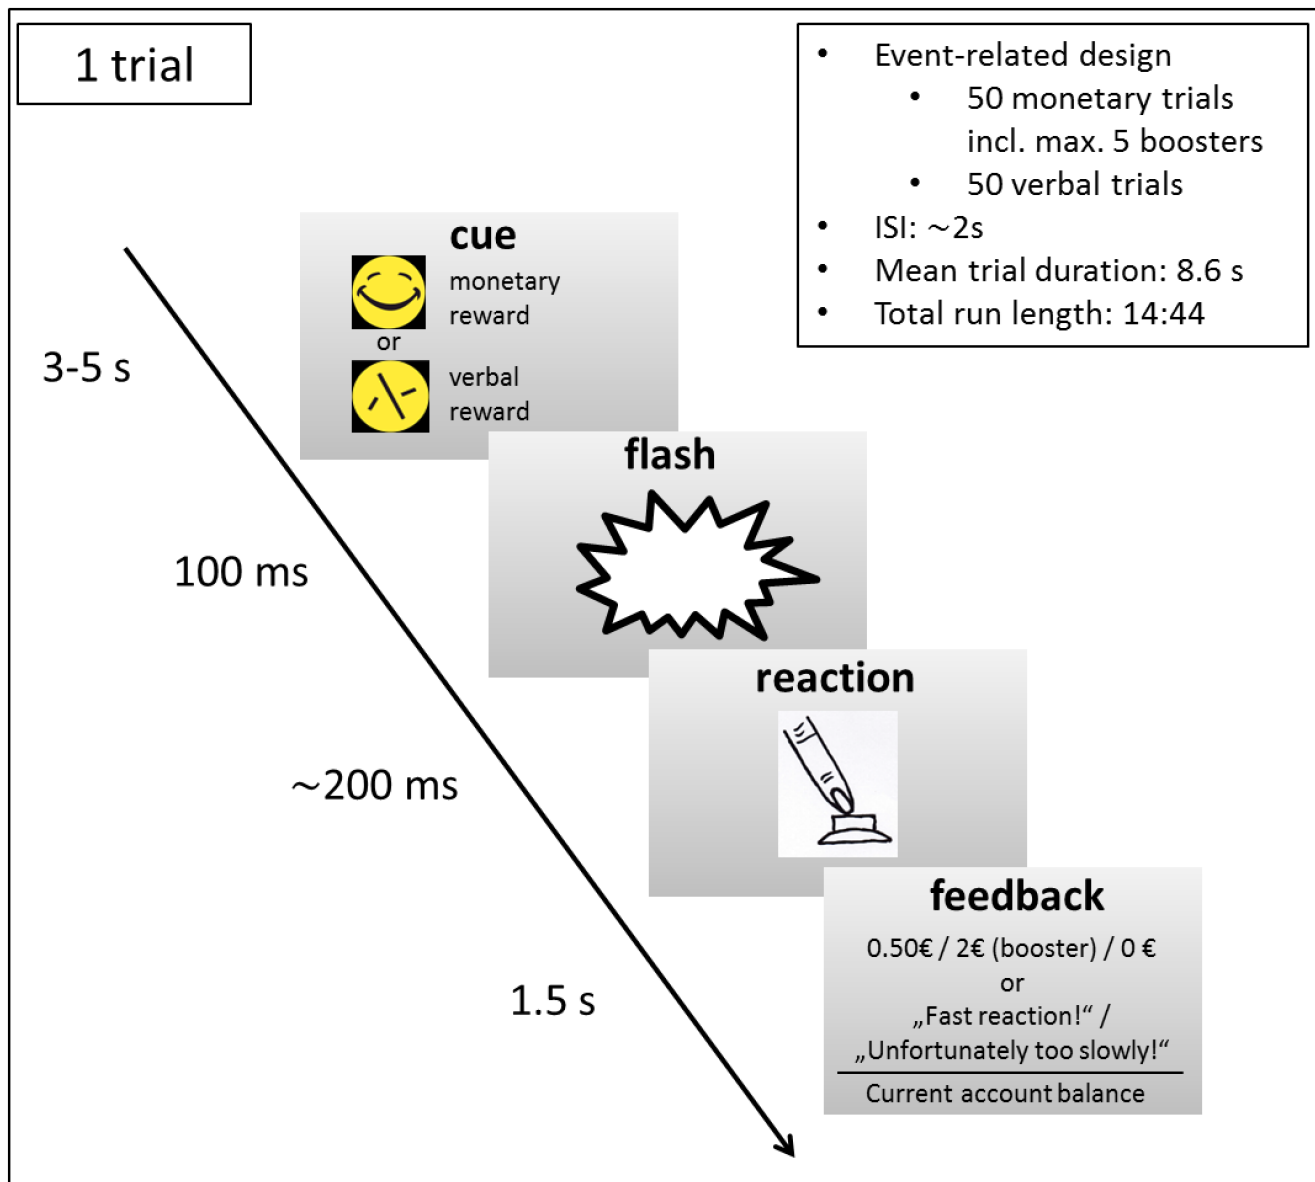 1 trial
• Event-related design
• 50 monetary trials
incl. max. 5 boosters
• 50 verbal trials
• ISI: ~2s
• Mean trial duration: 8.6 s
• Total run length: 14:44
cue
monetary
reward
or
verbal
reward
3-5 s
flash
100 ms
reaction
~200 ms
feedback
0.50€ / 2€ (booster) / 0 €
or
„Fast reaction!“ /
„Unfortunately too slowly!“
Current account balance
1.5 s